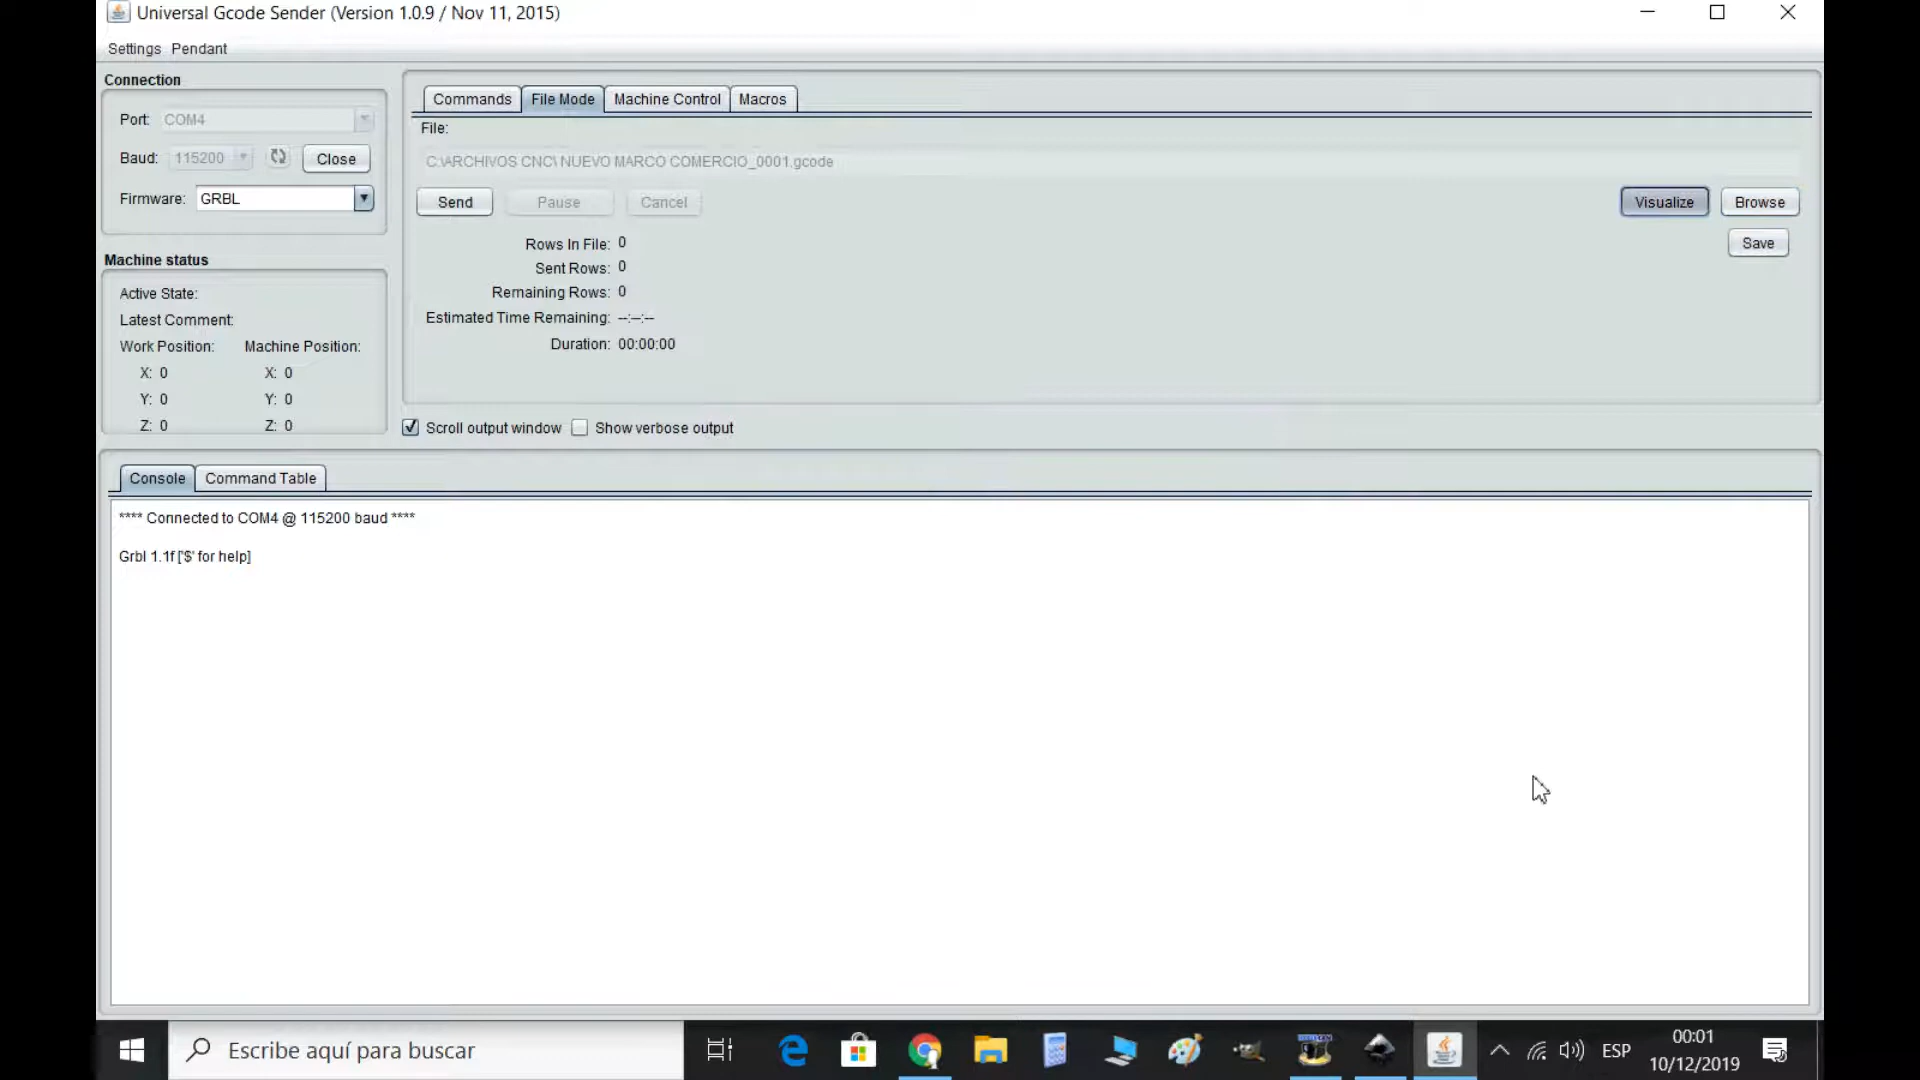 Universal Gcode Sender (Version 1.0.9 / Nov 11, 2015)
Settings Pendant
Connection
Port: COM4
Baud: 115200 Close
Firmware: GRBL
Machine status
Active State:
Latest Comment:
Work Position: Machine Position:
X: 0 X: 0
Y: 0 Y: 0
Z: 0 Z: 0
Commands File Mode Machine Control Macros
File:
C:\ARCHIVOS CNC\ NUEVO MARCO COMERCIO_0001.gcode
Send Pause Cancel Visualize Browse
Save
Rows In File: 0
Sent Rows: 0
Remaining Rows: 0
Estimated Time Remaining: --:--:--
Duration: 00:00:00
Scroll output window Show verbose output
Console Command Table
**** Connected to COM4 @ 115200 baud ****
Grbl 1.1f ['$' for help]
Escribe aquí para buscar
ESP
00:01
10/12/2019